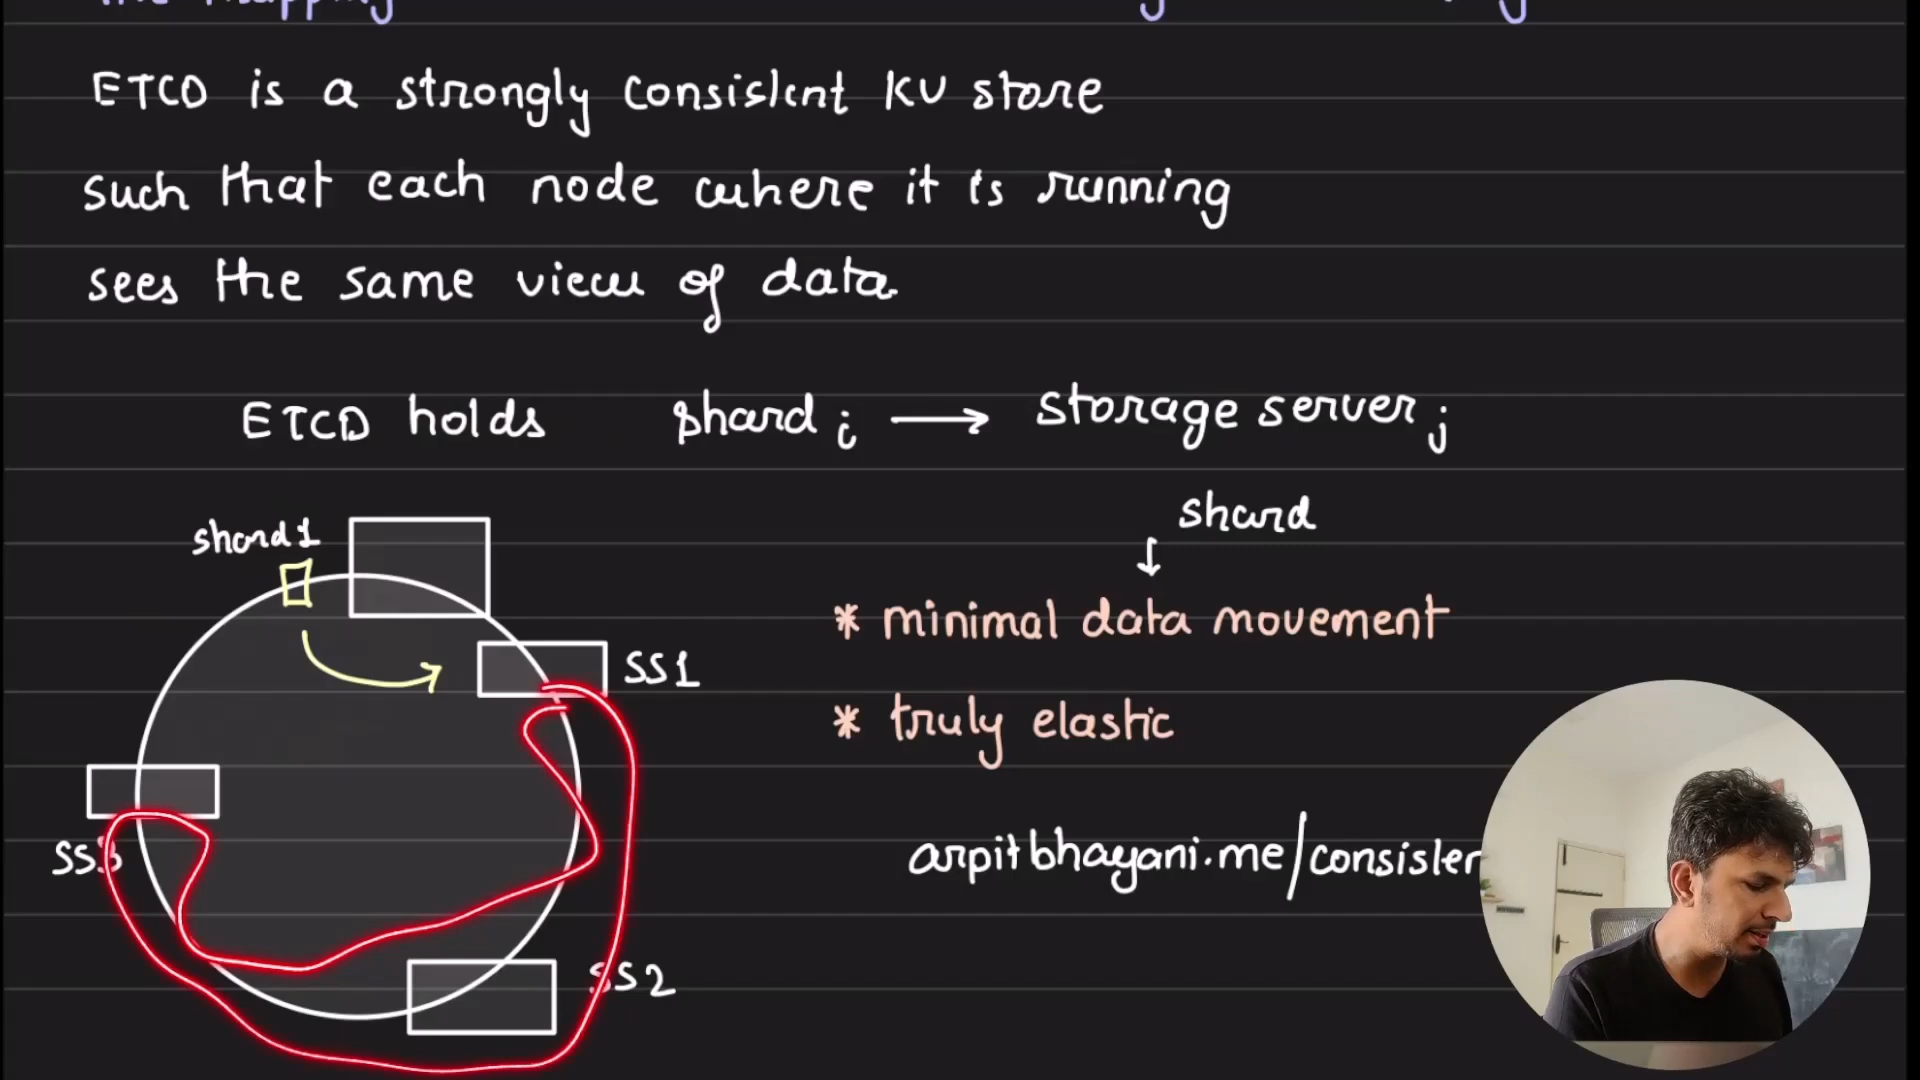 ETCD is a strongly consistent KV store
such that each node where it is running
sees the same view of data
ETCD holds shard i → storage server j
shard 1
shard
↓
* minimal data movement
SS1
* truly elastic
SS3
arpitbhayani.me/consisten
SS2